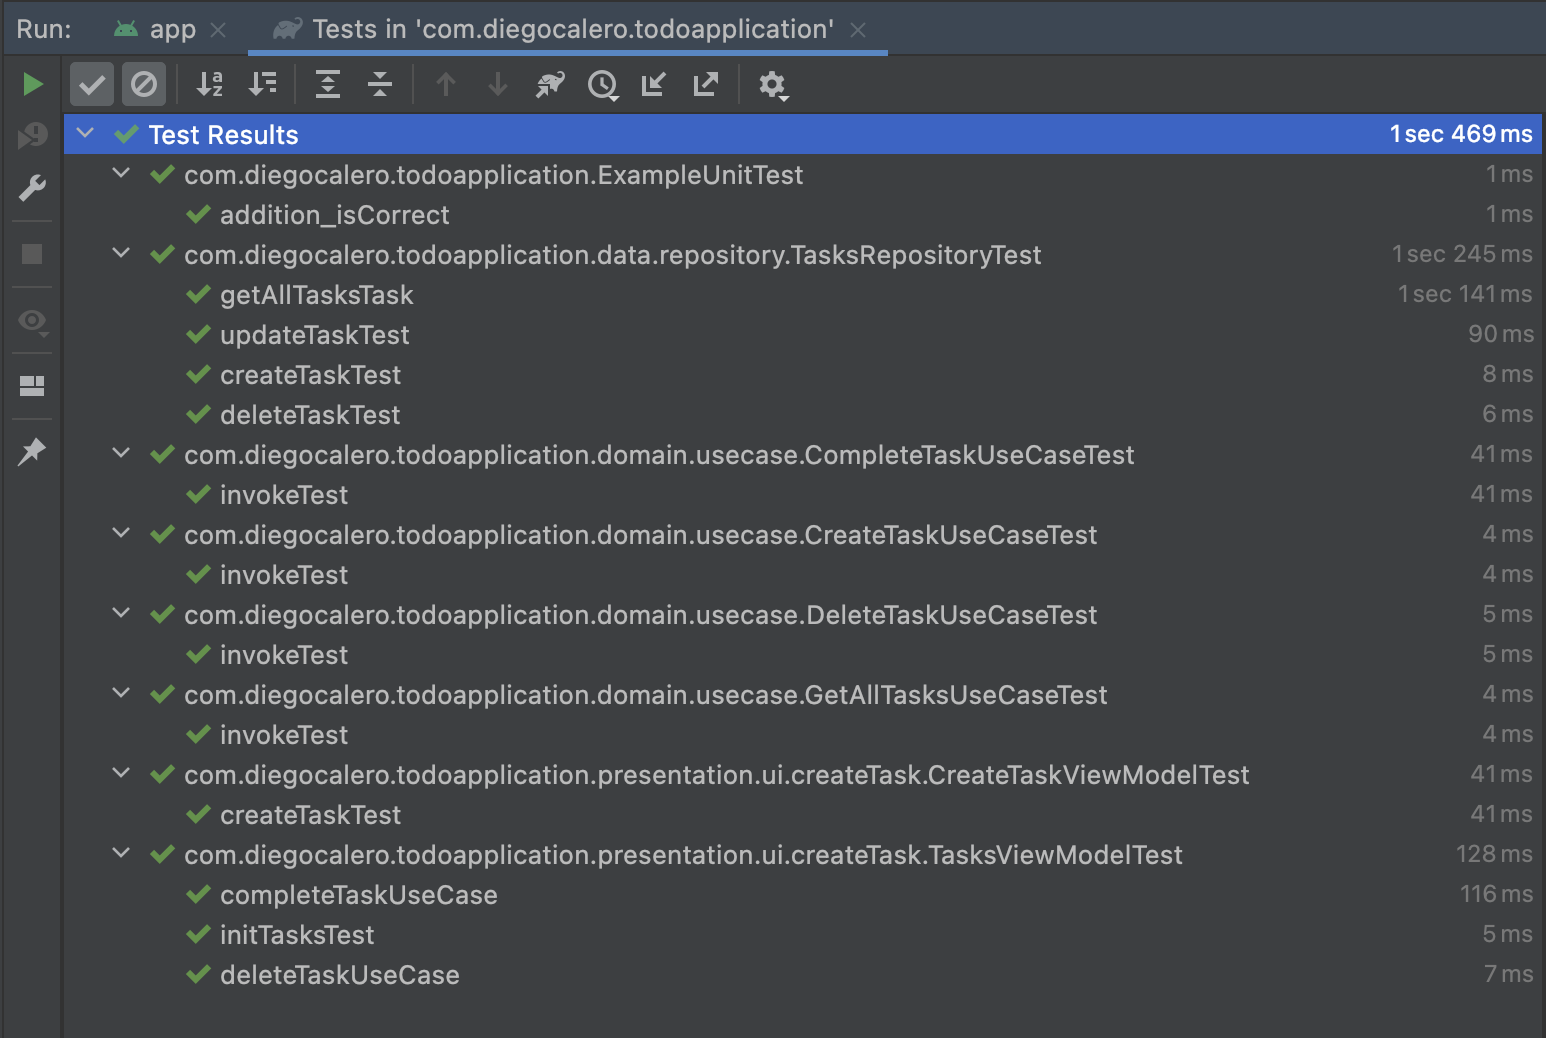 Run: app Tests in 'com.diegocalero.todoapplication'
Test Results 1 sec 469 ms
com.diegocalero.todoapplication.ExampleUnitTest 1 ms
addition_isCorrect 1 ms
com.diegocalero.todoapplication.data.repository.TasksRepositoryTest 1 sec 245 ms
getAllTasksTask 1 sec 141 ms
updateTaskTest 90 ms
createTaskTest 8 ms
deleteTaskTest 6 ms
com.diegocalero.todoapplication.domain.usecase.CompleteTaskUseCaseTest 41 ms
invokeTest 41 ms
com.diegocalero.todoapplication.domain.usecase.CreateTaskUseCaseTest 4 ms
invokeTest 4 ms
com.diegocalero.todoapplication.domain.usecase.DeleteTaskUseCaseTest 5 ms
invokeTest 5 ms
com.diegocalero.todoapplication.domain.usecase.GetAllTasksUseCaseTest 4 ms
invokeTest 4 ms
com.diegocalero.todoapplication.presentation.ui.createTask.CreateTaskViewModelTest 41 ms
createTaskTest 41 ms
com.diegocalero.todoapplication.presentation.ui.createTask.TasksViewModelTest 128 ms
completeTaskUseCase 116 ms
initTasksTest 5 ms
deleteTaskUseCase 7 ms